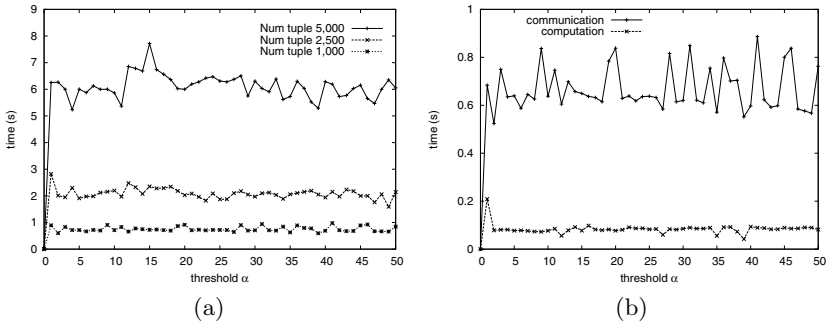 9
8
7
6
5
4
3
2
1
0
time (s)
Num tuple 5,000
Num tuple 2,500
Num tuple 1,000
0 5 10 15 20 25 30 35 40 45 50
threshold α
(a)
1
0.8
0.6
0.4
0.2
0
time (s)
communication
computation
0 5 10 15 20 25 30 35 40 45 50
threshold α
(b)